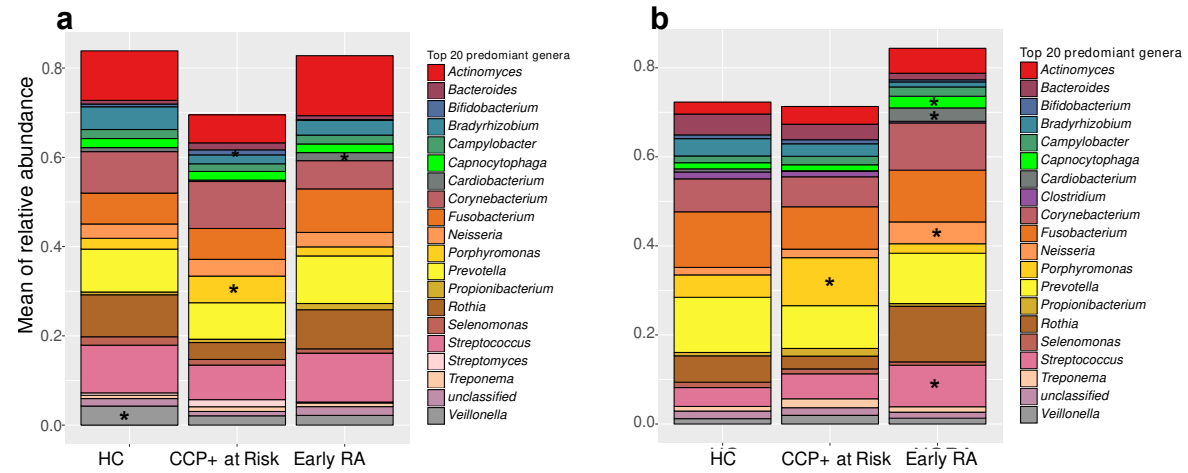 a
Mean of relative abundance
0.8
0.6
0.4
0.2
0.0
*
*
*
*
*
HC
CCP+ at Risk
Early RA
Top 20 predomiant genera
Actinomyces
Bacteroides
Bifidobacterium
Bradyrhizobium
Campylobacter
Capnocytophaga
Cardiobacterium
Corynebacterium
Fusobacterium
Neisseria
Porphyromonas
Prevotella
Propionibacterium
Rothia
Selenomonas
Streptococcus
Streptomyces
Treponema
unclassified
Veillonella
b
0.8
0.6
0.4
0.2
0.0
*
*
*
*
*
HC
CCP+ at Risk
Early RA
Top 20 predomiant genera
Actinomyces
Bacteroides
Bifidobacterium
Bradyrhizobium
Campylobacter
Capnocytophaga
Cardiobacterium
Clostridium
Corynebacterium
Fusobacterium
Neisseria
Porphyromonas
Prevotella
Propionibacterium
Rothia
Selenomonas
Streptococcus
Treponema
unclassified
Veillonella